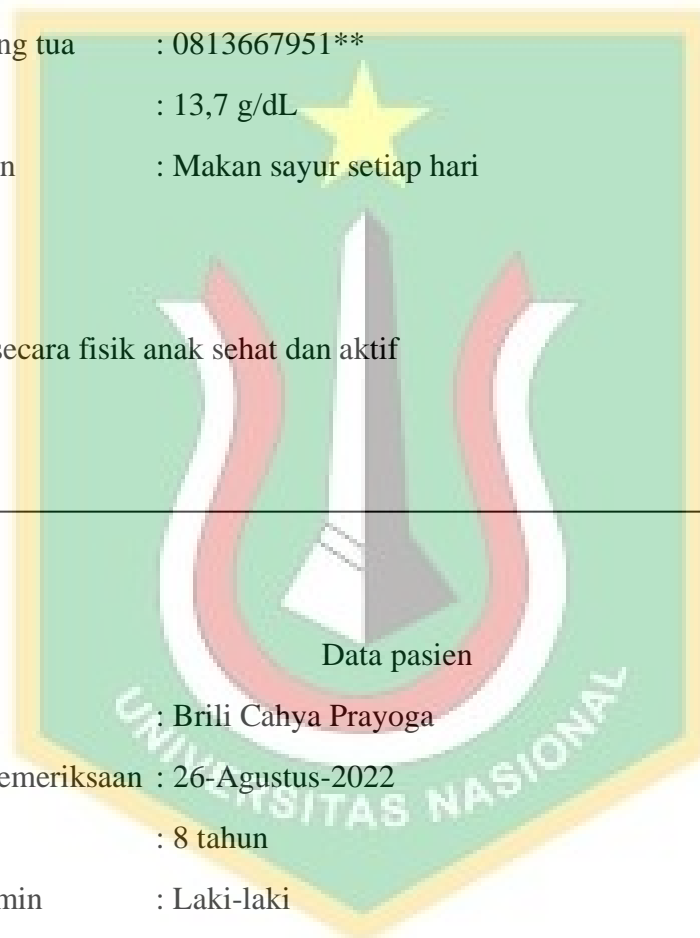 ng tua : 0813667951**
: 13,7 g/dL
n : Makan sayur setiap hari
secara fisik anak sehat dan aktif
Data pasien
: Brili Cahya Prayoga
emeriksaan : 26-Agustus-2022
: 8 tahun
min : Laki-laki
UNIVERSITAS NASIONAL